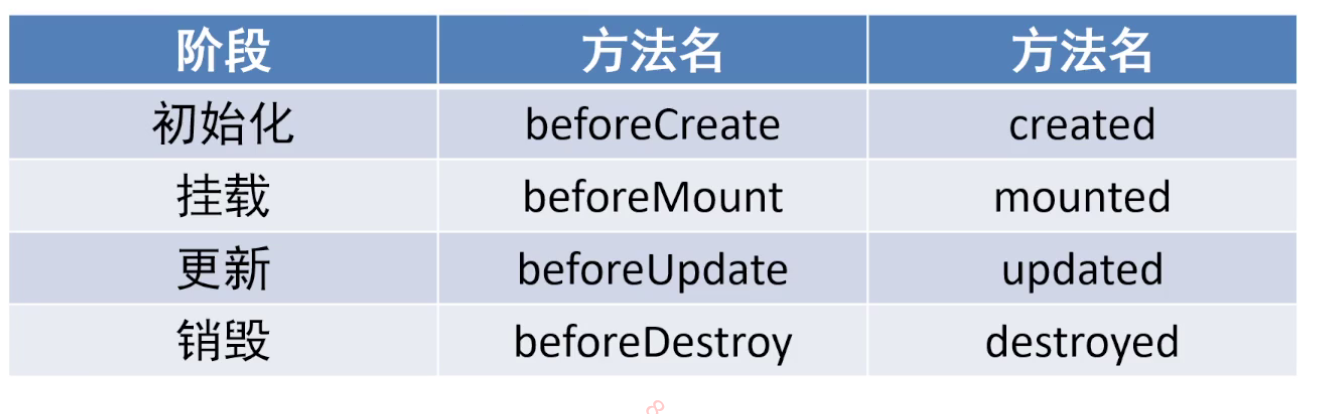 阶段 方法名 方法名
初始化 beforeCreate created
挂载 beforeMount mounted
更新 beforeUpdate updated
销毁 beforeDestroy destroyed